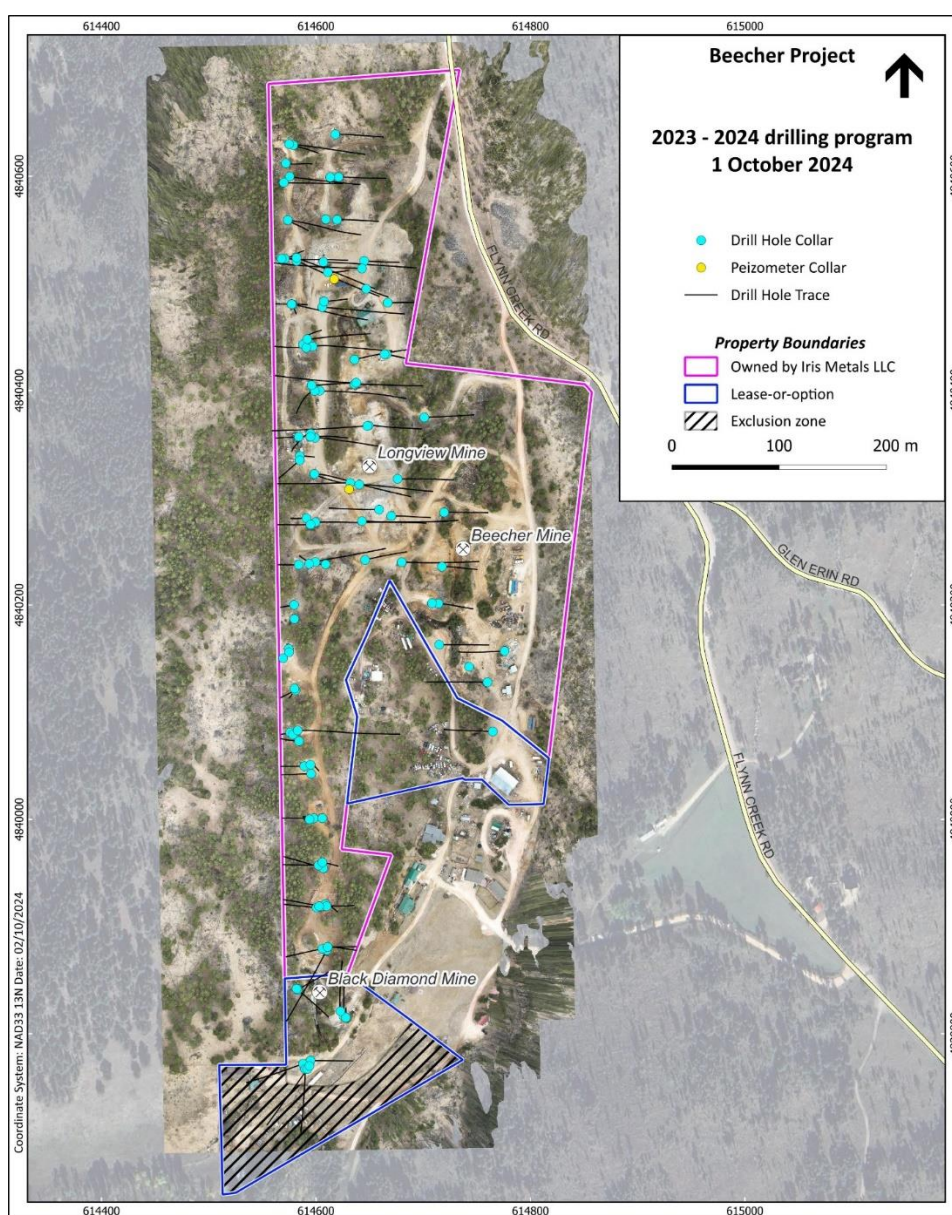 614400
614600
614800
615000
Beecher Project
2023 - 2024 drilling program
1 October 2024
Drill Hole Collar
Peizometer Collar
Drill Hole Trace
Property Boundaries
Owned by Iris Metals LLC
Lease-or-option
Exclusion zone
0
100
200 m
4840600
4840400
4840200
4840000
4840200
FLYNN CREEK RD
Longview Mine
Beecher Mine
GLEN ERIN RD
FLYNN CREEK RD
Black Diamond Mine
Coordinate System: NAD33 13N Date: 02/10/2024
614400
614600
614800
615000